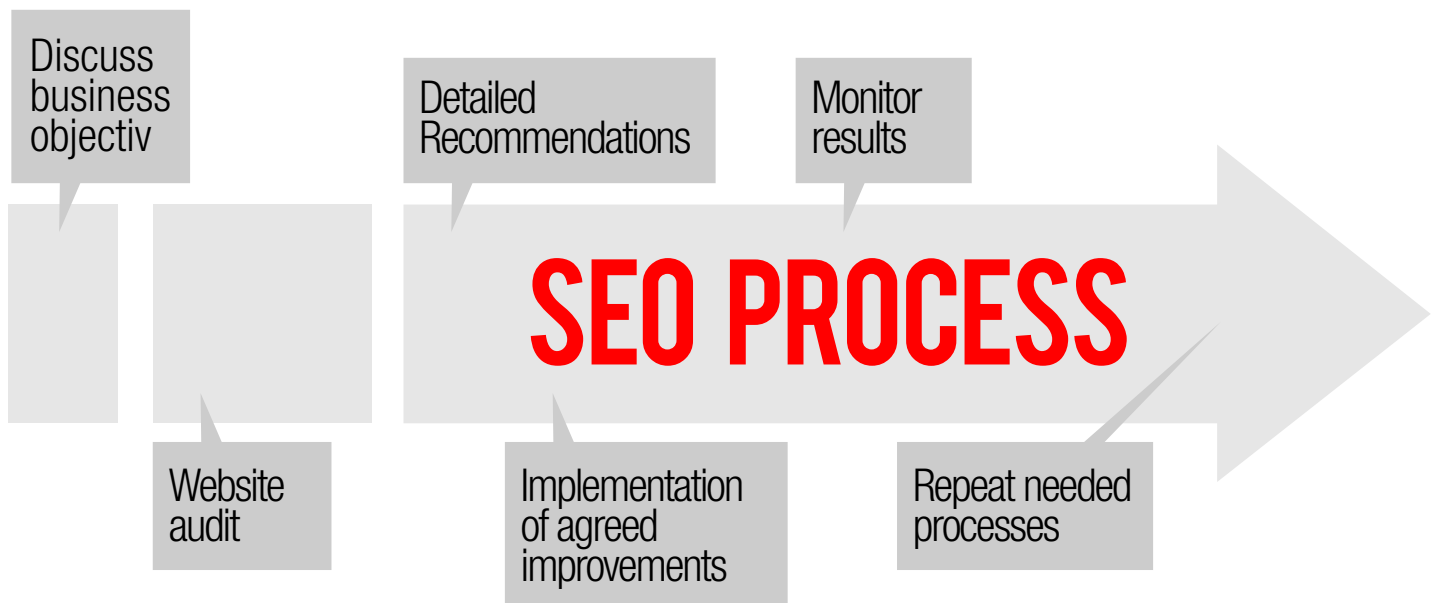 Discuss
business
objectiv
Detailed
Recommendations
Monitor
results
SEO PROCESS
Website
audit
Implementation
of agreed
improvements
Repeat needed
processes